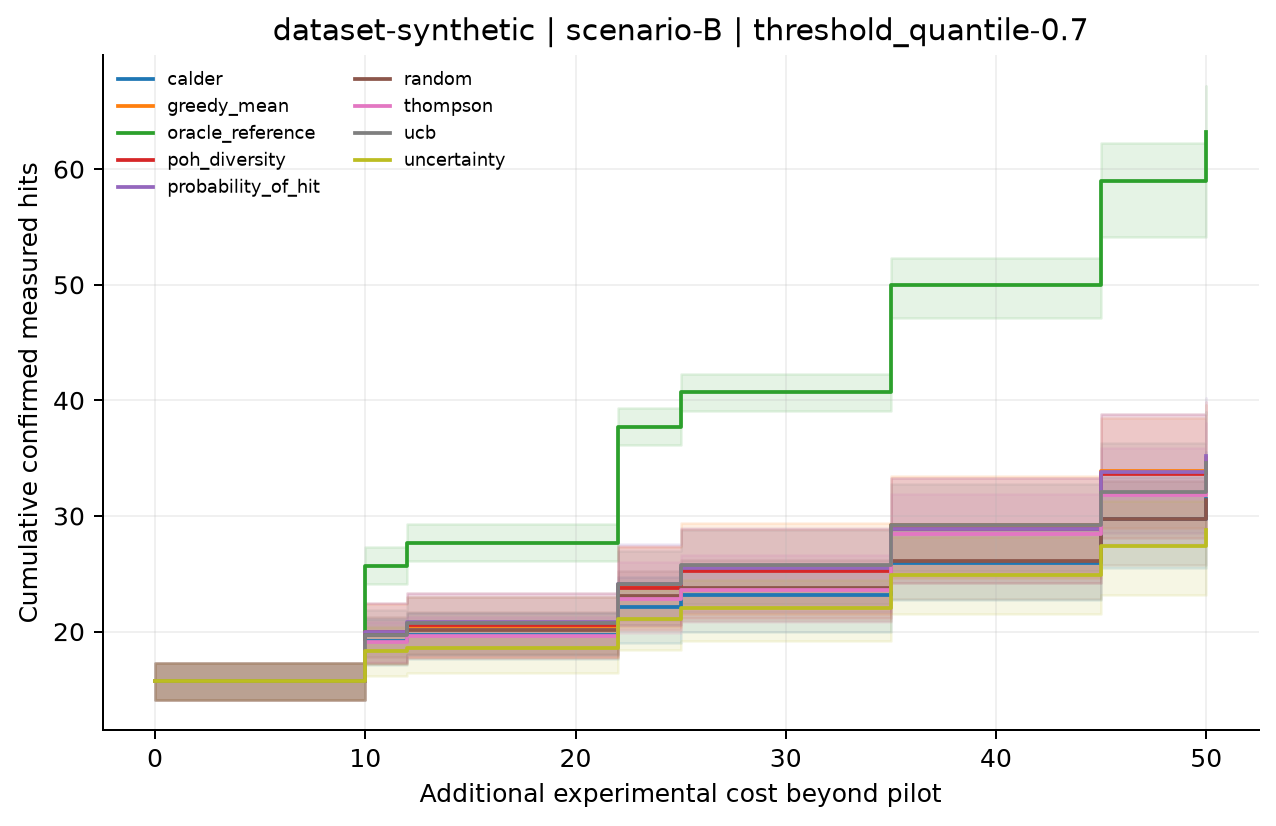 dataset-synthetic | scenario-B | threshold_quantile-0.7
calder
greedy_mean
oracle_reference
poh_diversity
probability_of_hit
random
thompson
ucb
uncertainty
Cumulative confirmed measured hits
60
50
40
30
20
0 10 20 30 40 50
Additional experimental cost beyond pilot